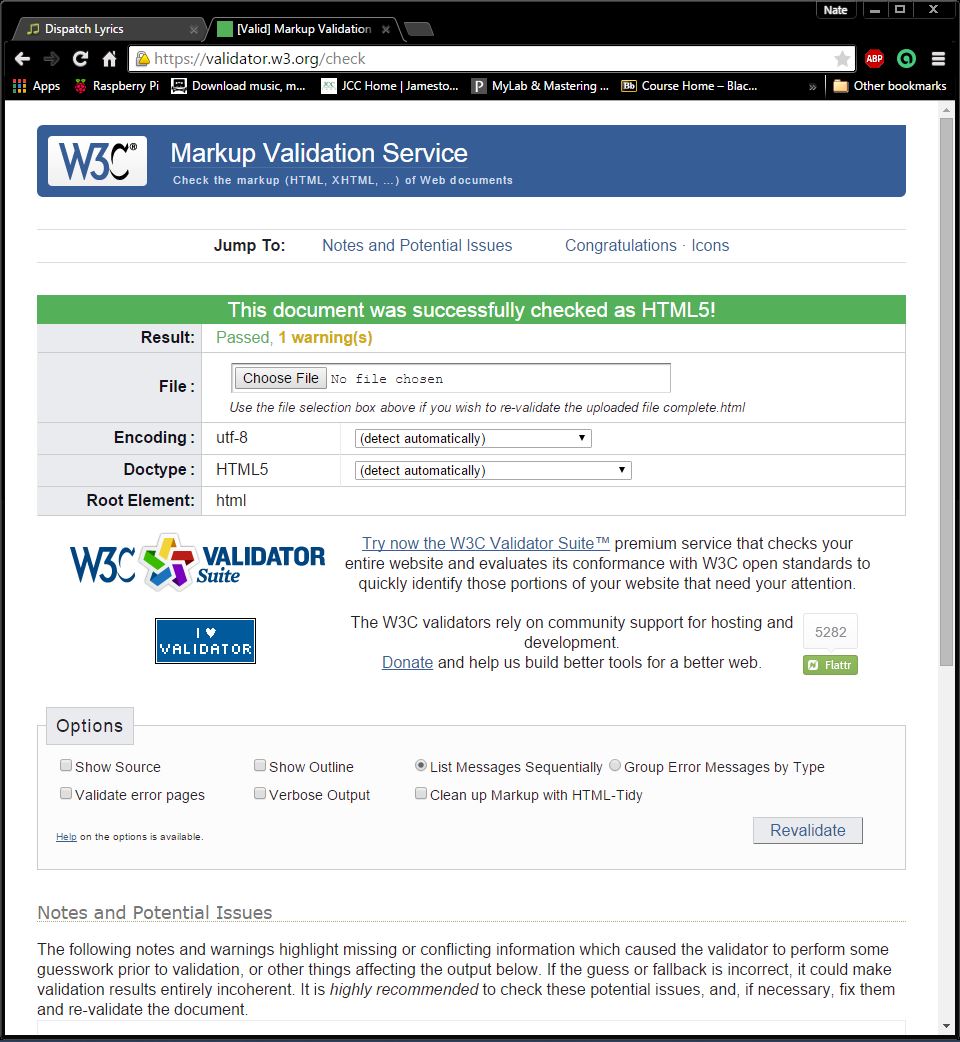 Nate
Dispatch Lyrics
[Valid] Markup Validation
https://validator.w3.org/check
ABP
Apps
Raspberry Pi
Download music, m...
JCC Home | Jamesto...
P MyLab & Mastering ...
Bb Course Home – Blac...
»
Other bookmarks
W3C®
Markup Validation Service
Check the markup (HTML, XHTML, …) of Web documents
Jump To: Notes and Potential Issues Congratulations · Icons
This document was successfully checked as HTML5!
Result: Passed, 1 warning(s)
File : Choose File No file chosen
Use the file selection box above if you wish to re-validate the uploaded file complete.html
Encoding : utf-8 (detect automatically)
Doctype : HTML5 (detect automatically)
Root Element: html
W3C VALIDATOR
Suite
Try now the W3C Validator Suite™ premium service that checks your
entire website and evaluates its conformance with W3C open standards to
quickly identify those portions of your website that need your attention.
I ♥
VALIDATOR
The W3C validators rely on community support for hosting and
development.
Donate and help us build better tools for a better web.
5282
Flattr
Options
Show Source Show Outline List Messages Sequentially Group Error Messages by Type
Validate error pages Verbose Output Clean up Markup with HTML-Tidy
Help on the options is available.
Revalidate
Notes and Potential Issues
The following notes and warnings highlight missing or conflicting information which caused the validator to perform some
guesswork prior to validation, or other things affecting the output below. If the guess or fallback is incorrect, it could make
validation results entirely incoherent. It is highly recommended to check these potential issues, and, if necessary, fix them
and re-validate the document.